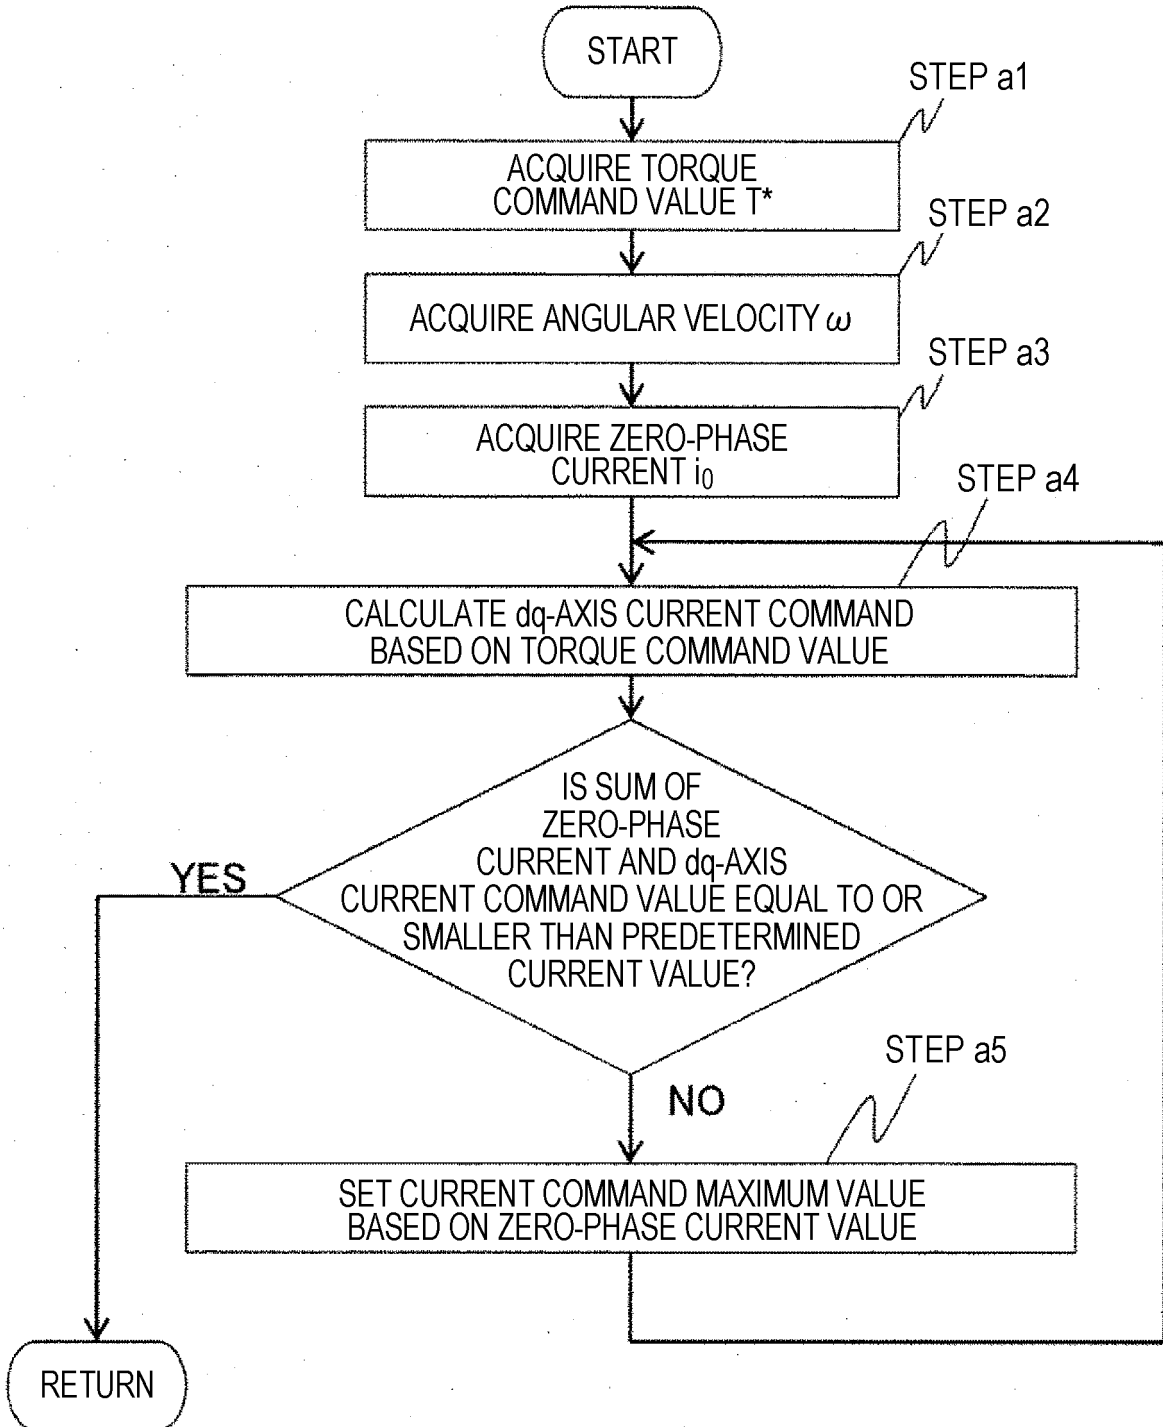 START
STEP a1
ACQUIRE TORQUE
COMMAND VALUE T*
STEP a2
ACQUIRE ANGULAR VELOCITY ω
STEP a3
ACQUIRE ZERO-PHASE
CURRENT i₀
STEP a4
CALCULATE dq-AXIS CURRENT COMMAND
BASED ON TORQUE COMMAND VALUE
IS SUM OF
ZERO-PHASE
CURRENT AND dq-AXIS
CURRENT COMMAND VALUE EQUAL TO OR
SMALLER THAN PREDETERMINED
CURRENT VALUE?
YES
NO
STEP a5
SET CURRENT COMMAND MAXIMUM VALUE
BASED ON ZERO-PHASE CURRENT VALUE
RETURN